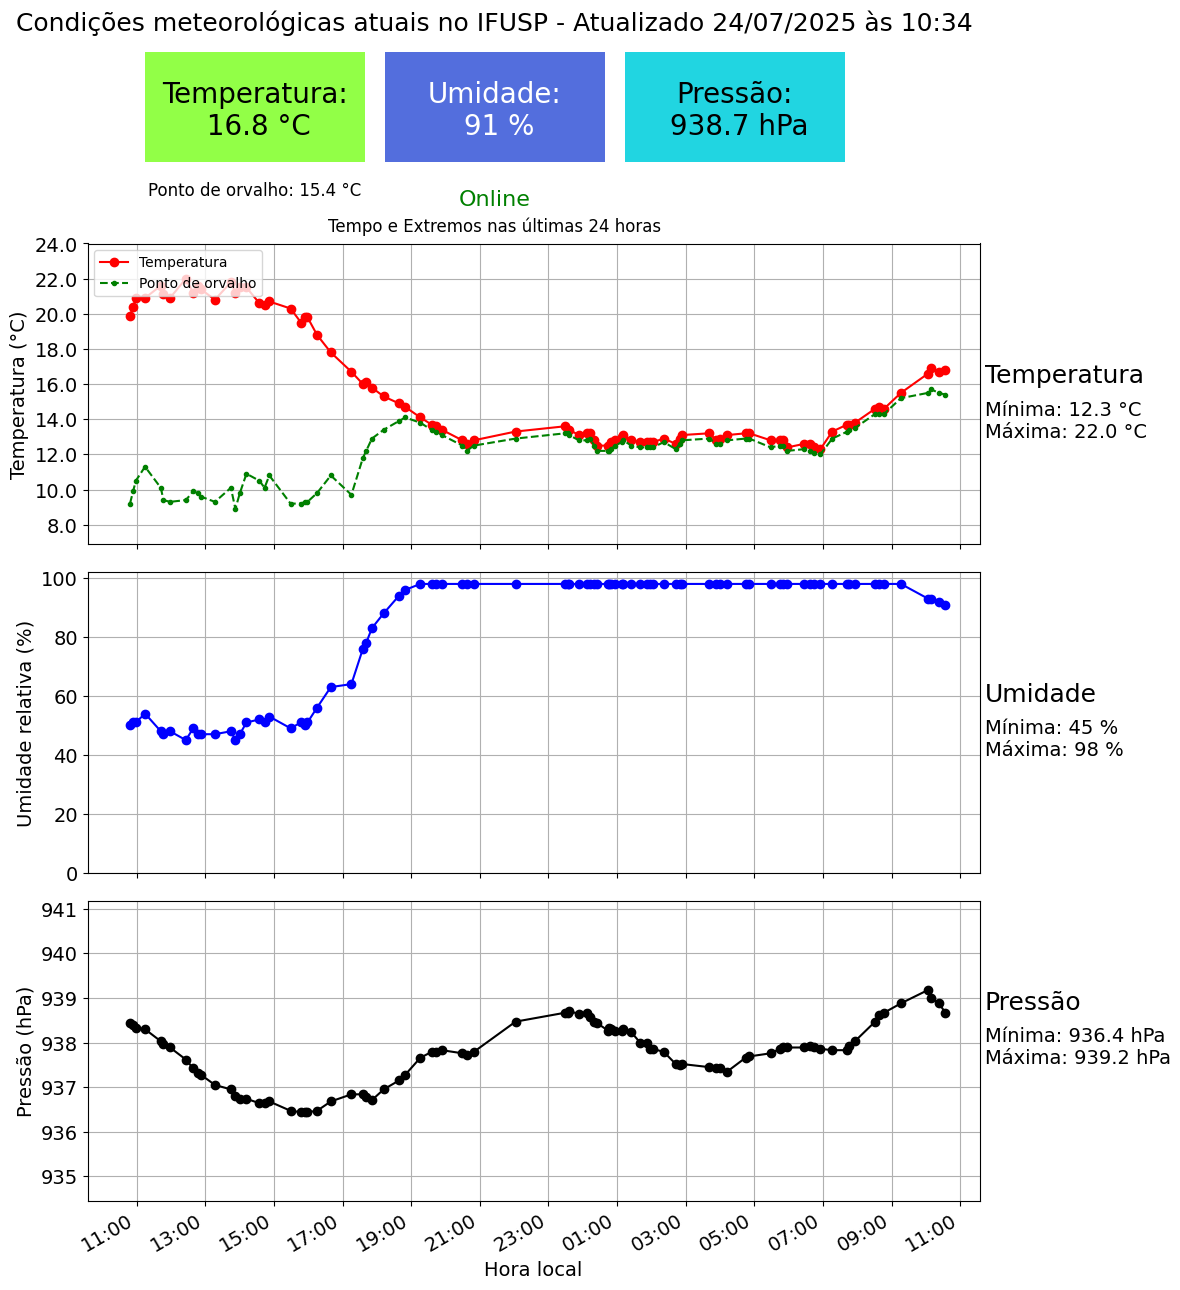 Condições meteorológicas atuais no IFUSP - Atualizado 24/07/2025 às 10:34
Temperatura:
16.8 °C
Umidade:
91 %
Pressão:
938.7 hPa
Ponto de orvalho: 15.4 °C
Online
Tempo e Extremos nas últimas 24 horas
24.0
22.0
20.0
18.0
16.0
14.0
12.0
10.0
8.0
Temperatura (°C)
Temperatura
Ponto de orvalho
Temperatura
Mínima: 12.3 °C
Máxima: 22.0 °C
100
80
60
40
20
0
Umidade relativa (%)
Umidade
Mínima: 45 %
Máxima: 98 %
941
940
939
938
937
936
935
Pressão (hPa)
Pressão
Mínima: 936.4 hPa
Máxima: 939.2 hPa
11:00
13:00
15:00
17:00
19:00
21:00
23:00
01:00
03:00
05:00
07:00
09:00
11:00
Hora local